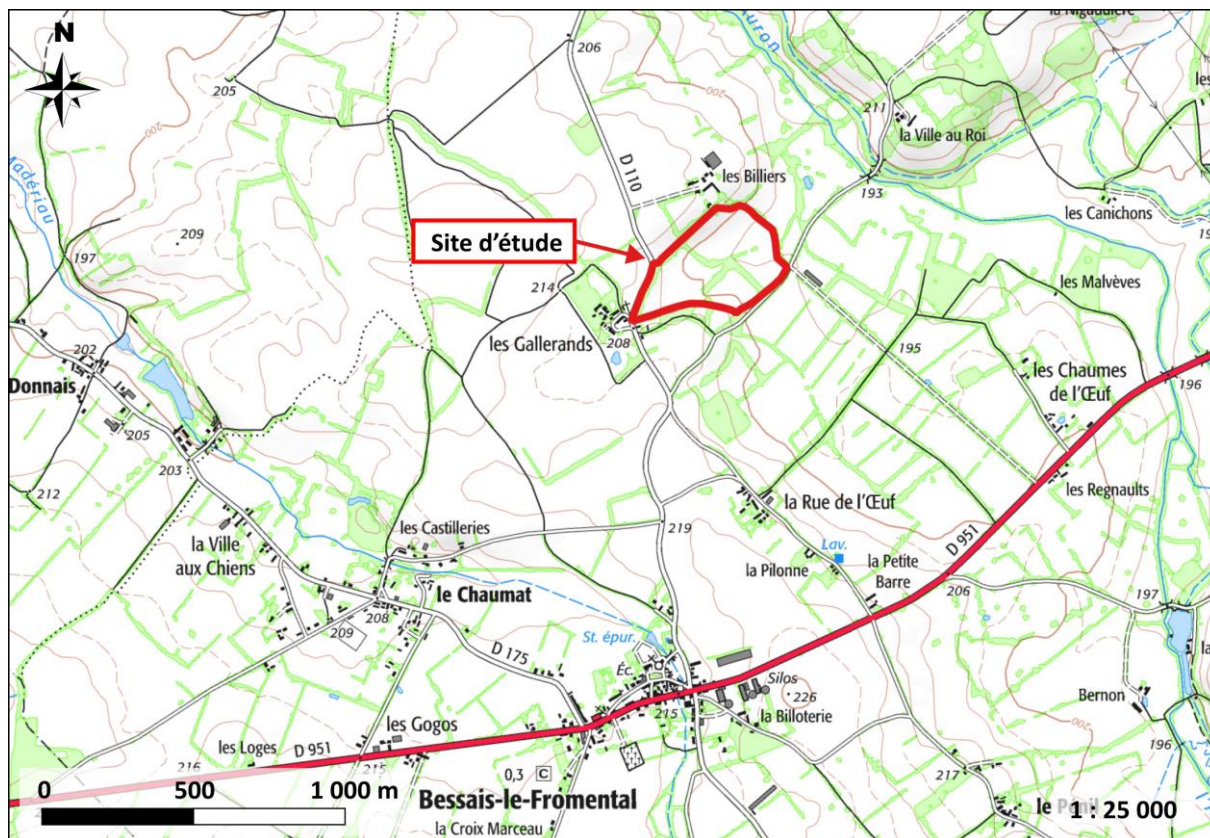 N
206
Auron
la Nigaudière
205
200
200
211
la Ville au Roi
D 110
les Billiers
193
les Canichons
Madériau
Site d'étude
209
197
214
les Malvèves
208
les Gallerands
195
202
les Chaumes
de l'Œuf
196
Donnais
205
203
212
les Regnaults
la Rue de l'Œuf
219
les Castilleries
la Ville
aux Chiens
Lav.
la Pilonne
la Petite
Barre
D 951
le Chaumat
206
197
208
209
St. épur.
D 175
Éc.
Silos
226
Bernon
200
215
la Billoterie
les Gogos
les Loges
D 951
216
215
196
217
0 500 1 000 m
0,3 C
Bessais-le-Fromental
la Croix Marceau
1 : 25 000